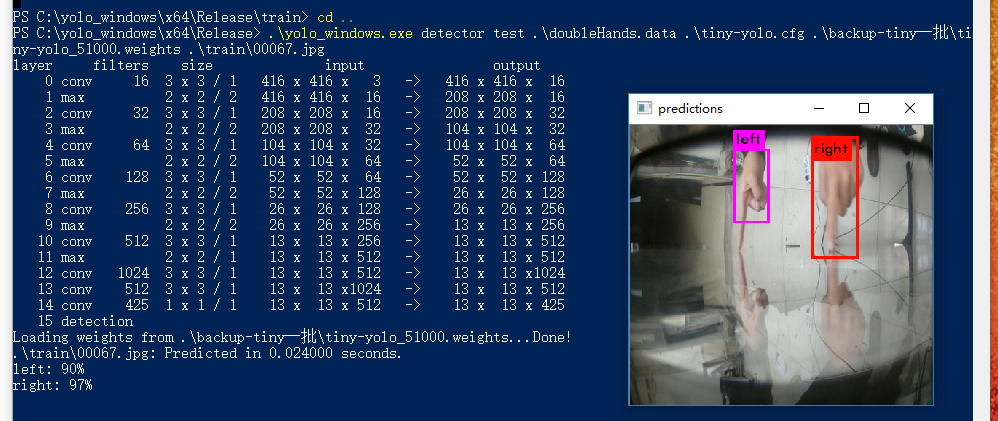 PS C:\yolo_windows\x64\Release\train> cd ..
PS C:\yolo_windows\x64\Release> .\yolo_windows.exe detector test .\doubleHands.data .\tiny-yolo.cfg .\backup-tiny一批\ti
ny-yolo_51000.weights .\train\00067.jpg
layer     filters    size              input                output
    0 conv     16  3 x 3 / 1   416 x 416 x   3   ->   416 x 416 x  16
    1 max          2 x 2 / 2   416 x 416 x  16   ->   208 x 208 x  16
    2 conv     32  3 x 3 / 1   208 x 208 x  16   ->   208 x 208 x  32
    3 max          2 x 2 / 2   208 x 208 x  32   ->   104 x 104 x  32
    4 conv     64  3 x 3 / 1   104 x 104 x  32   ->   104 x 104 x  64
    5 max          2 x 2 / 2   104 x 104 x  64   ->    52 x  52 x  64
    6 conv    128  3 x 3 / 1    52 x  52 x  64   ->    52 x  52 x 128
    7 max          2 x 2 / 2    52 x  52 x 128   ->    26 x  26 x 128
    8 conv    256  3 x 3 / 1    26 x  26 x 128   ->    26 x  26 x 256
    9 max          2 x 2 / 2    26 x  26 x 256   ->    13 x  13 x 256
   10 conv    512  3 x 3 / 1    13 x  13 x 256   ->    13 x  13 x 512
   11 max          2 x 2 / 1    13 x  13 x 512   ->    13 x  13 x 512
   12 conv   1024  3 x 3 / 1    13 x  13 x 512   ->    13 x  13 x1024
   13 conv    512  3 x 3 / 1    13 x  13 x1024   ->    13 x  13 x 512
   14 conv    425  1 x 1 / 1    13 x  13 x 512   ->    13 x  13 x 425
   15 detection
Loading weights from .\backup-tiny一批\tiny-yolo_51000.weights...Done!
.\train\00067.jpg: Predicted in 0.024000 seconds.
left: 90%
right: 97%
predictions
left
right